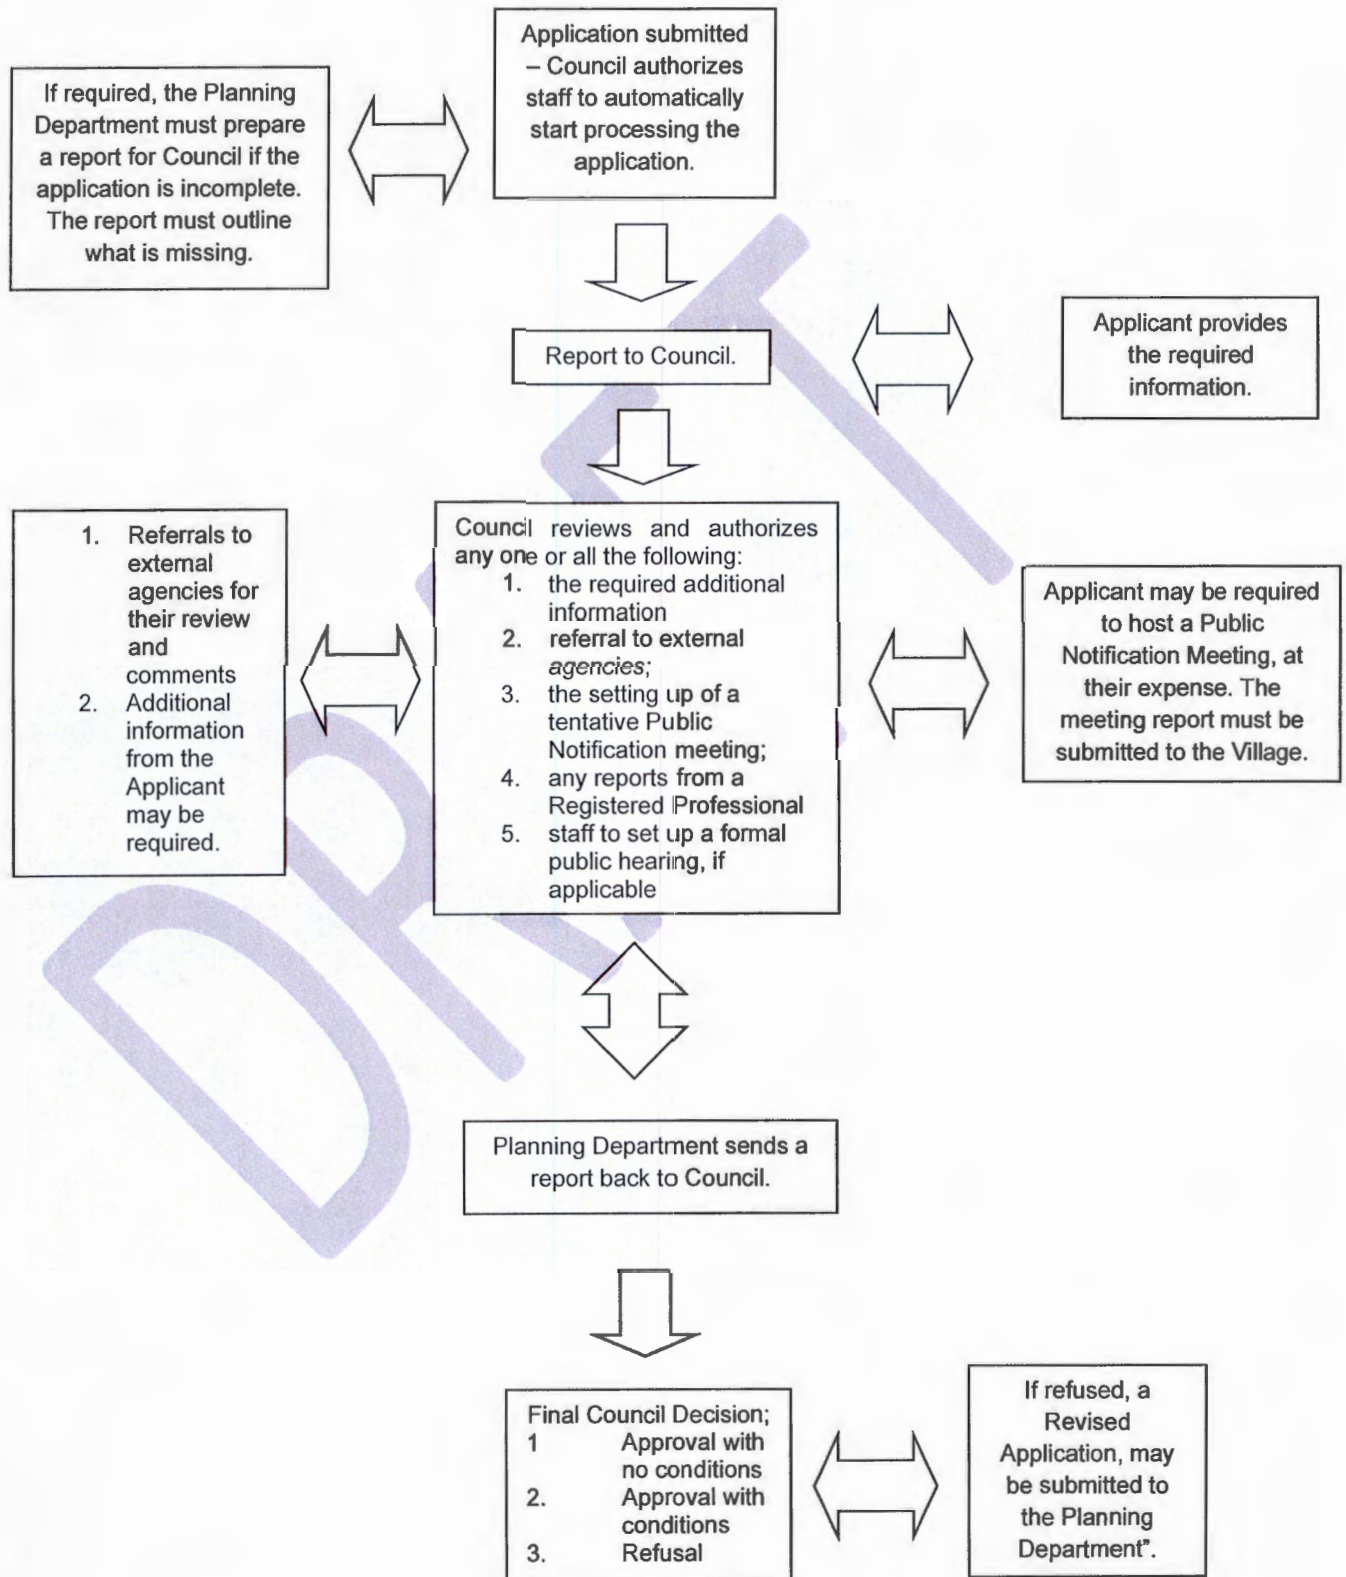 Application submitted
– Council authorizes
staff to automatically
start processing the
application.
If required, the Planning
Department must prepare
a report for Council if the
application is incomplete.
The report must outline
what is missing.
Report to Council.
Applicant provides
the required
information.
1. Referrals to
external
agencies for
their review
and
comments
2. Additional
information
from the
Applicant
may be
required.
Council reviews and authorizes
any one or all the following:
1. the required additional
information
2. referral to external
agencies;
3. the setting up of a
tentative Public
Notification meeting;
4. any reports from a
Registered Professional
5. staff to set up a formal
public hearing, if
applicable
Applicant may be required
to host a Public
Notification Meeting, at
their expense. The
meeting report must be
submitted to the Village.
Planning Department sends a
report back to Council.
Final Council Decision;
1 Approval with
no conditions
2. Approval with
conditions
3. Refusal
If refused, a
Revised
Application, may
be submitted to
the Planning
Department”.
DRAFT